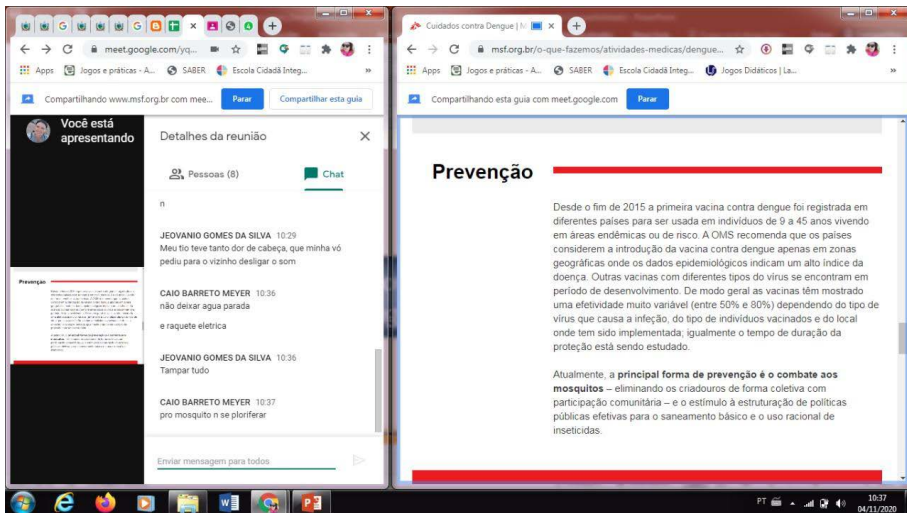 meet.google.com/yq...
Apps
Jogos e práticas - A...
SABER
Escola Cidadã Integ...
»
Compartilhando www.msf.org.br com mee...
Parar
Compartilhar esta guia
Você está
apresentando
Detalhes da reunião
Pessoas (8)
Chat
n
JEOVANIO GOMES DA SILVA 10:29
Meu tio teve tanto dor de cabeça, que minha vó
pediu para o vizinho desligar o som
CAIO BARRETO MEYER 10:36
não deixar agua parada
e raquete eletrica
JEOVANIO GOMES DA SILVA 10:36
Tampar tudo
CAIO BARRETO MEYER 10:37
pro mosquito n se ploriferar
Enviar mensagem para todos
Prevenção
Cuidados contra Dengue | M
msf.org.br/o-que-fazemos/atividades-medicas/dengue...
Apps
Jogos e práticas - A...
SABER
Escola Cidadã Integ...
Jogos Didáticos | La...
»
Compartilhando esta guia com meet.google.com
Parar
Prevenção
Desde o fim de 2015 a primeira vacina contra dengue foi registrada em
diferentes países para ser usada em indivíduos de 9 a 45 anos vivendo
em áreas endêmicas ou de risco. A OMS recomenda que os países
considerem a introdução da vacina contra dengue apenas em zonas
geográficas onde os dados epidemiológicos indicam um alto índice da
doença. Outras vacinas com diferentes tipos do vírus se encontram em
período de desenvolvimento. De modo geral as vacinas têm mostrado
uma efetividade muito variável (entre 50% e 80%) dependendo do tipo de
vírus que causa a infeção, do tipo de indivíduos vacinados e do local
onde tem sido implementada; igualmente o tempo de duração da
proteção está sendo estudado.
Atualmente, a principal forma de prevenção é o combate aos
mosquitos – eliminando os criadouros de forma coletiva com
participação comunitária – e o estímulo à estruturação de políticas
públicas efetivas para o saneamento básico e o uso racional de
inseticidas.
PT
10:37
04/11/2020